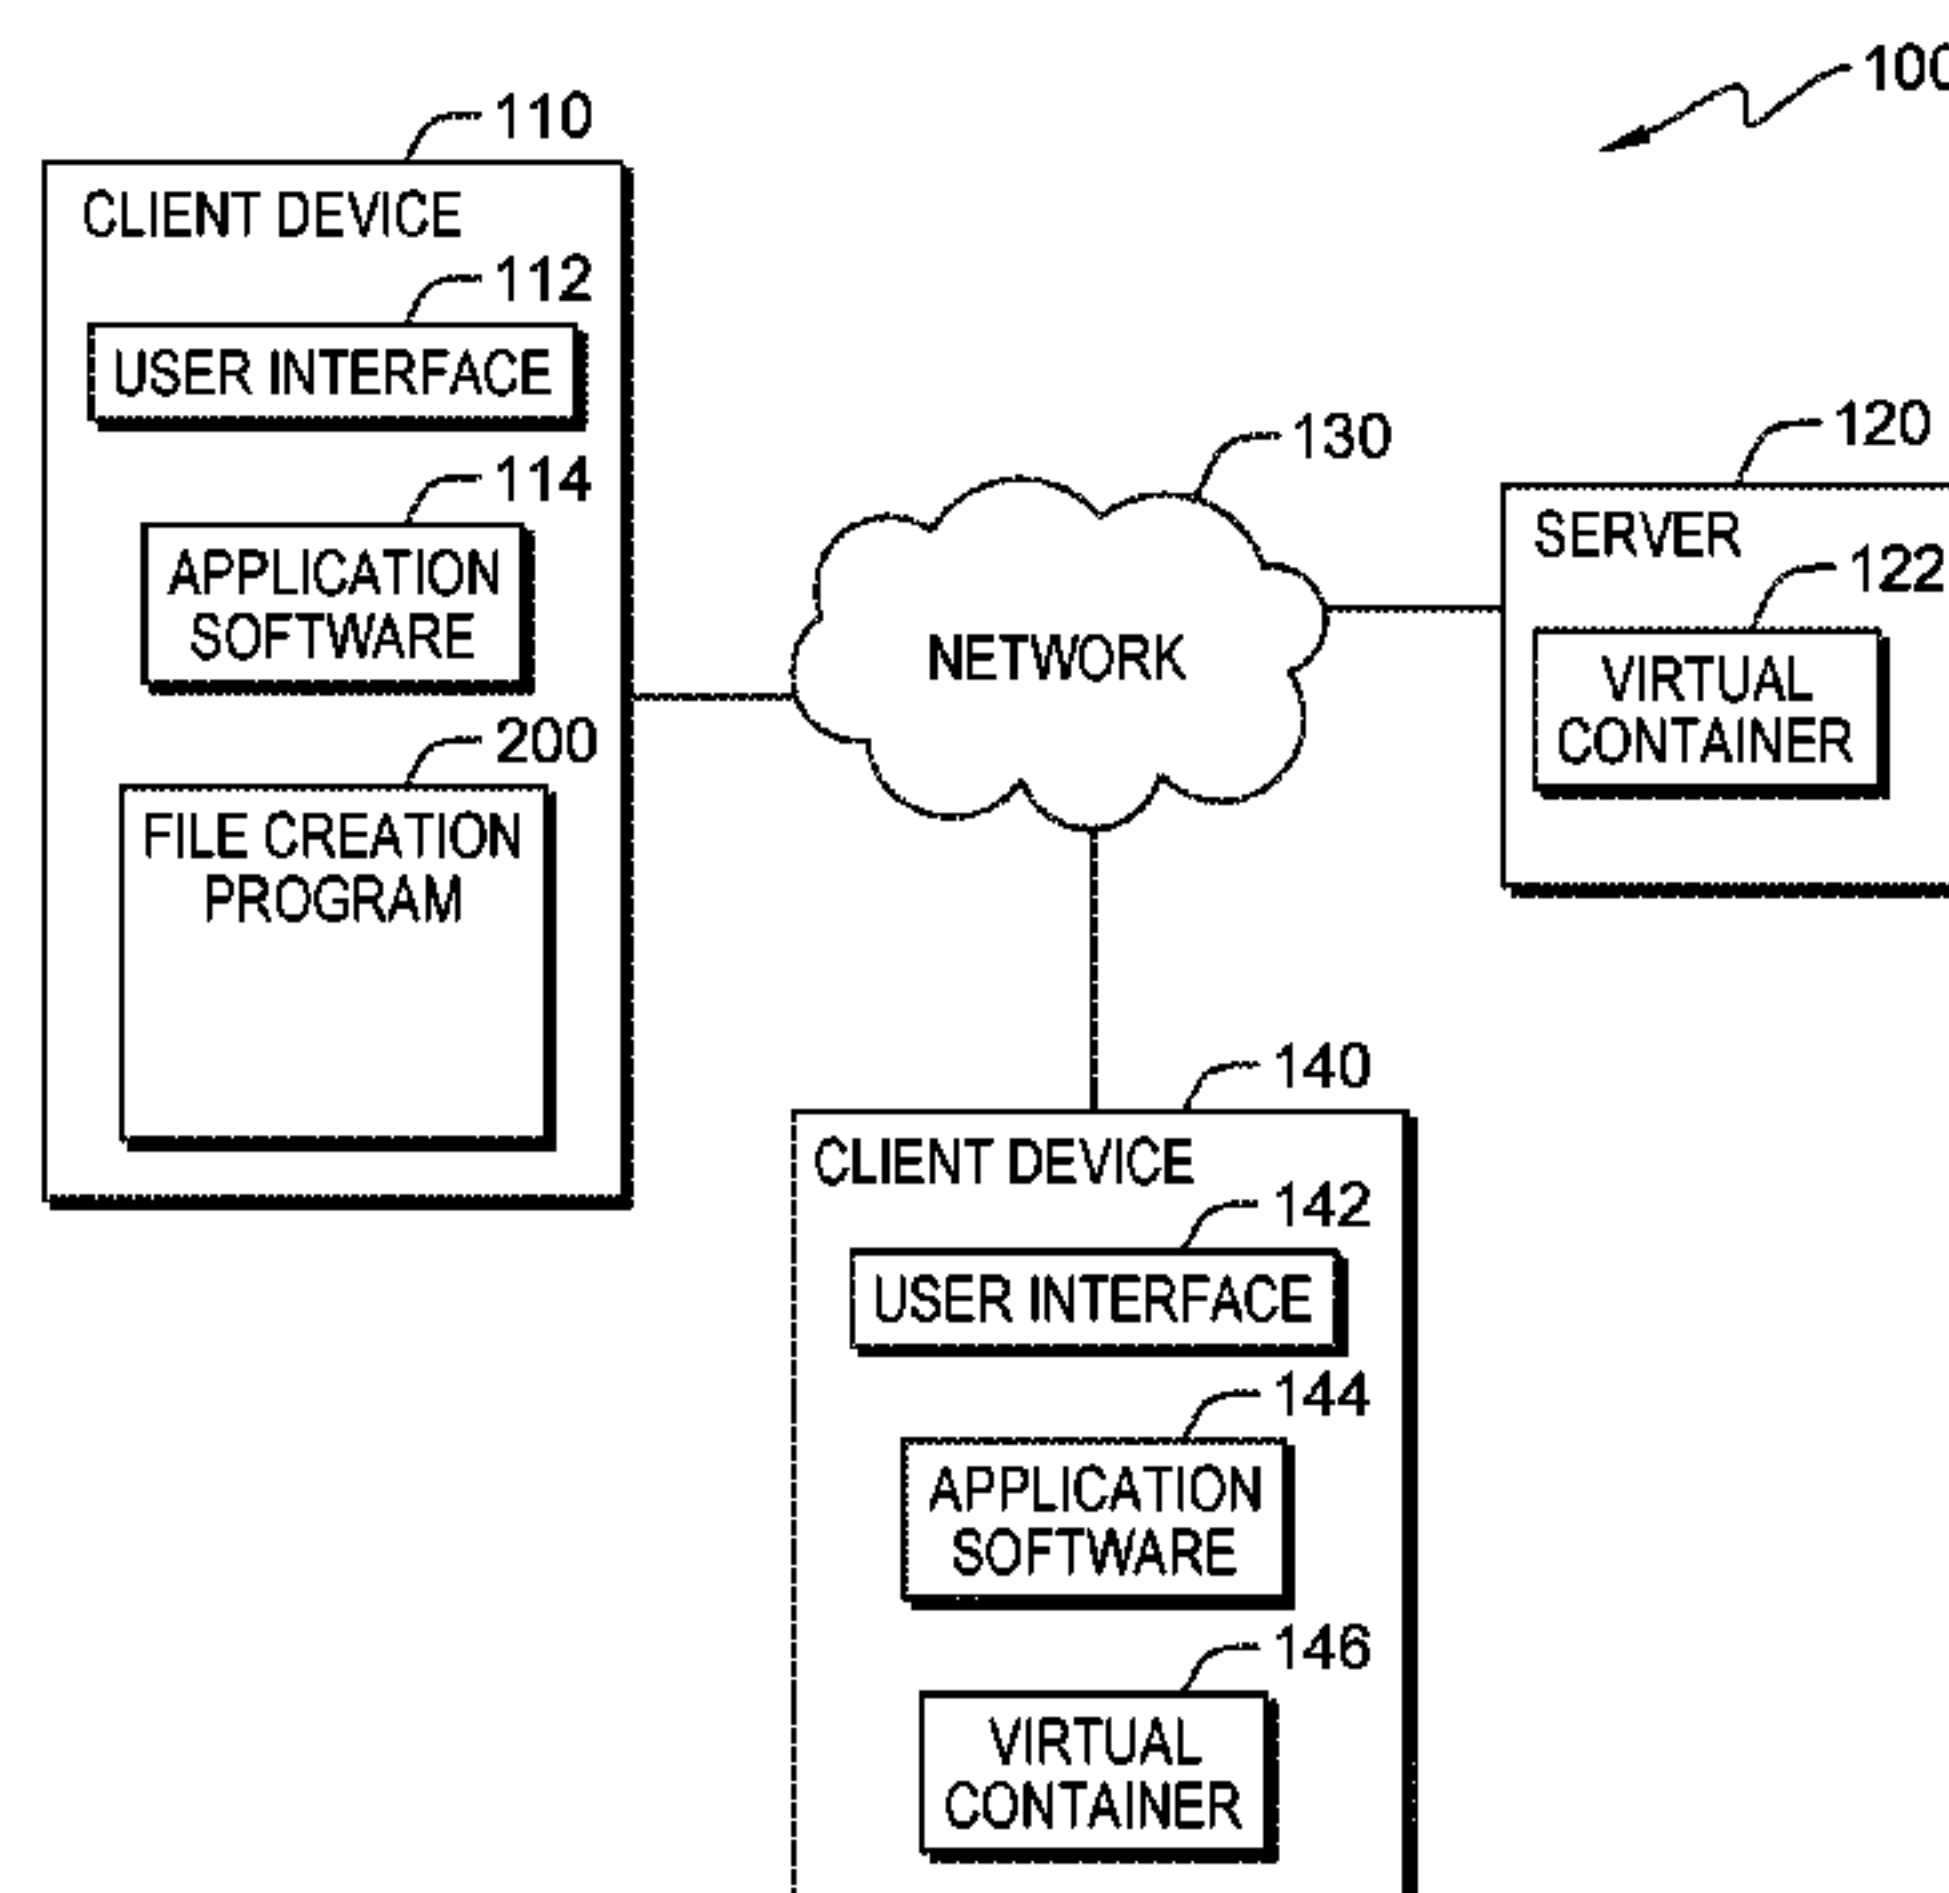 100
110
CLIENT DEVICE
112
USER INTERFACE
114
APPLICATION
SOFTWARE
200
FILE CREATION
PROGRAM
130
NETWORK
120
SERVER
122
VIRTUAL
CONTAINER
140
CLIENT DEVICE
142
USER INTERFACE
144
APPLICATION
SOFTWARE
146
VIRTUAL
CONTAINER